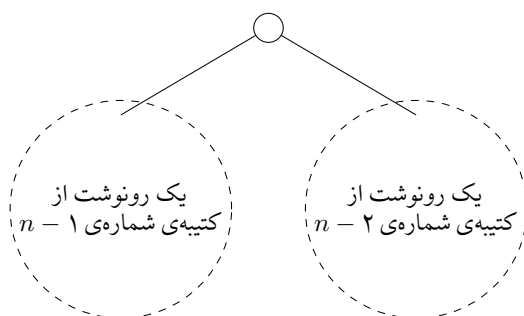 یک رونوشت از
کتیبه‌ی شماره‌ی n − ۱
یک رونوشت از
کتیبه‌ی شماره‌ی n − ۲